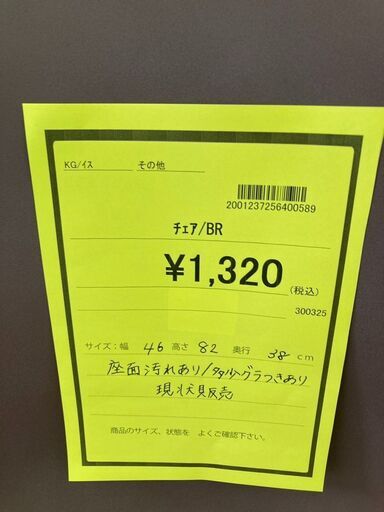 KG/ｲｽ その他
2001237256400589
ﾁｪｱ/BR
¥1,320 (税込)
300325
サイズ：幅 46 高さ 82 奥行 38 cm
座面汚れあり/多少グラつきあり
現状販売
商品のサイズ、状態を よくご確認下さい。